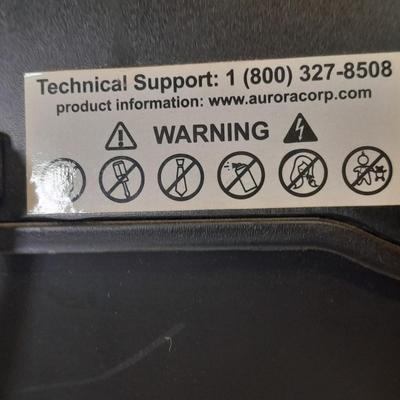 Technical Support: 1 (800) 327-8508
product information: www.auroracorp.com
WARNING